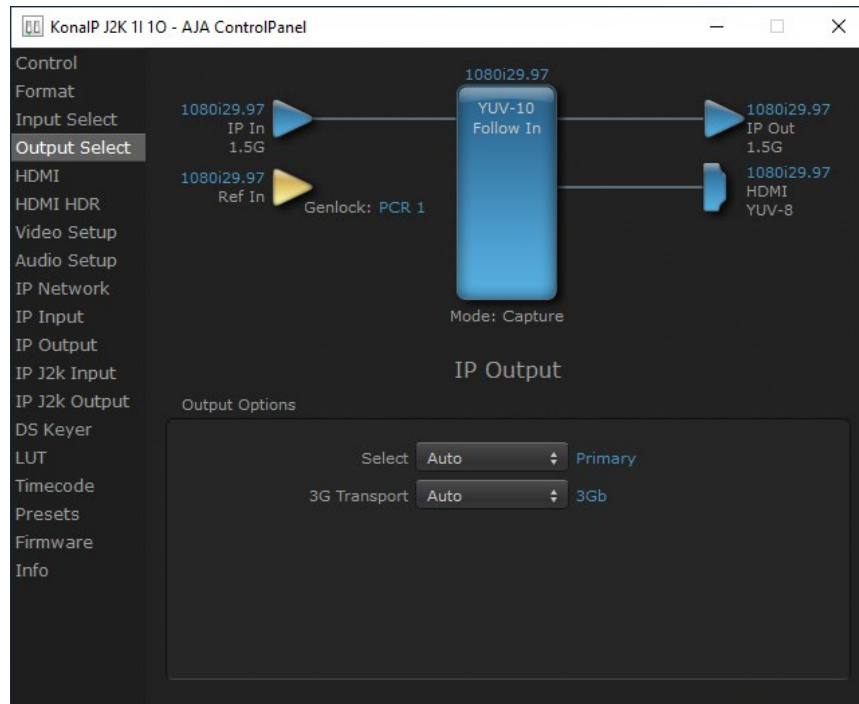 KonaIP J2K 1I 1O - AJA ControlPanel
Control
Format
Input Select
Output Select
HDMI
HDMI HDR
Video Setup
Audio Setup
IP Network
IP Input
IP Output
IP J2k Input
IP J2k Output
DS Keyer
LUT
Timecode
Presets
Firmware
Info
1080i29.97
1080i29.97
IP In
1.5G
YUV-10
Follow In
1080i29.97
IP Out
1.5G
1080i29.97
Ref In
Genlock: PCR 1
1080i29.97
HDMI
YUV-8
Mode: Capture
IP Output
Output Options
Select Auto Primary
3G Transport Auto 3Gb